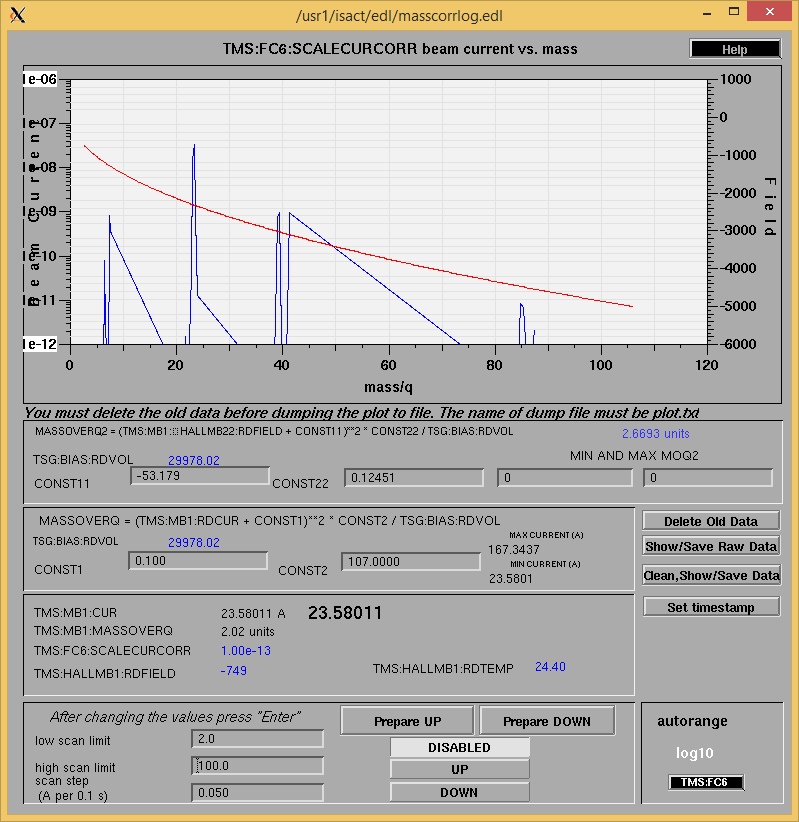 /usr1/isact/edl/masscorrlog.edl
TMS:FC6:SCALECURCORR beam current vs. mass
Help
1e-06
1e-07
1e-08
1e-09
1e-10
1e-11
1e-12
Beam Current
1000
0
-1000
-2000
-3000
-4000
-5000
-6000
Field
0 20 40 60 80 100 120
mass/q
You must delete the old data before dumping the plot to file. The name of dump file must be plot.txt
MASSOVERQ2 = (TMS:MB1: HALLMB22:RDFIELD + CONST11)**2 * CONST22 / TSG:BIAS:RDVOL
2.6693 units
TSG:BIAS:RDVOL 29978.02
MIN AND MAX MOQ2
CONST11 -53.179 CONST22 0.12451 0 0
MASSOVERQ = (TMS:MB1:RDCUR + CONST1)**2 * CONST2 / TSG:BIAS:RDVOL
TSG:BIAS:RDVOL 29978.02
MAX CURRENT (A)
167.3437
MIN CURRENT (A)
23.5801
CONST1 0.100 CONST2 107.0000
Delete Old Data
Show/Save Raw Data
Clean,Show/Save Data
Set timestamp
TMS:MB1:CUR 23.58011 A 23.58011
TMS:MB1:MASSOVERQ 2.02 units
TMS:FC6:SCALECURCORR 1.00e-13
TMS:HALLMB1:RDFIELD -749
TMS:HALLMB1:RDTEMP 24.40
After changing the values press "Enter"
low scan limit 2.0
high scan limit 100.0
scan step
(A per 0.1 s) 0.050
Prepare UP Prepare DOWN
DISABLED
UP
DOWN
autorange
log10
TMS:FC6